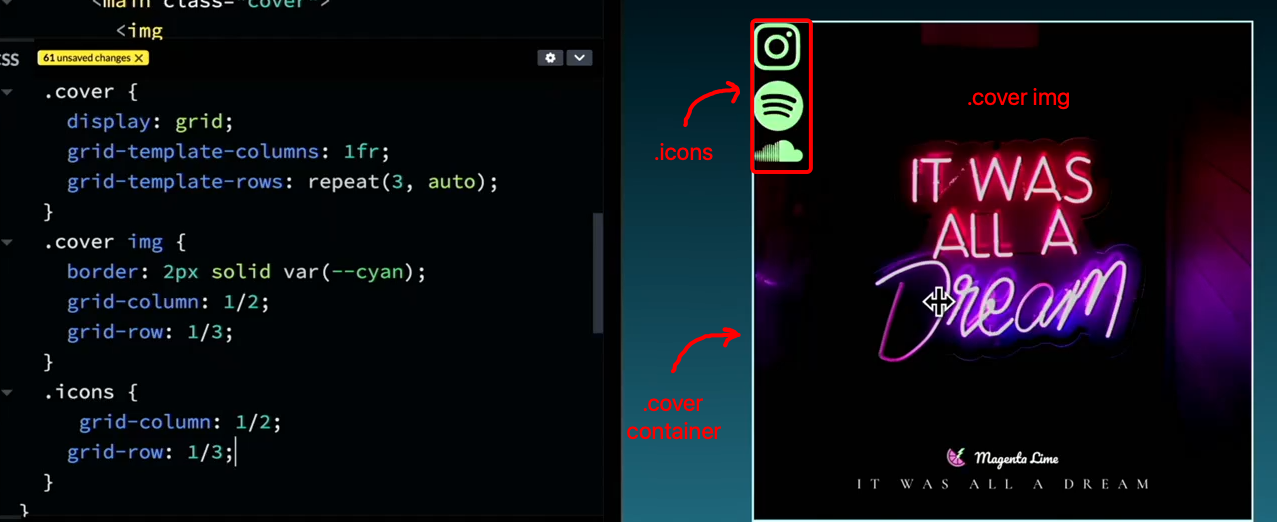 <main class="cover">
<img
CSS
61 unsaved changes X
.cover {
display: grid;
grid-template-columns: 1fr;
grid-template-rows: repeat(3, auto);
}
.cover img {
border: 2px solid var(--cyan);
grid-column: 1/2;
grid-row: 1/3;
}
.icons {
grid-column: 1/2;
grid-row: 1/3;
}
}
.icons
.cover img
.cover
container
IT WAS
ALL A
Dream
Magenta Lime
IT WAS ALL A DREAM